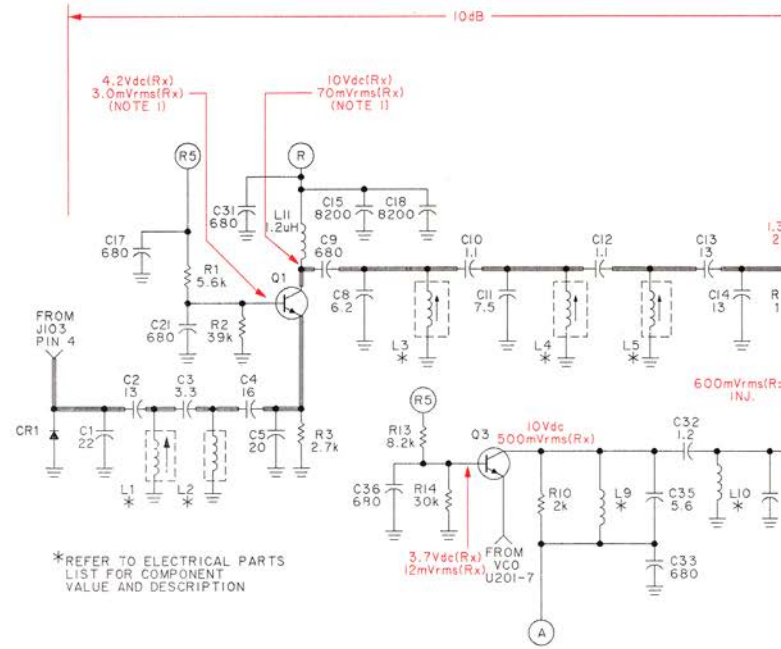 10dB
4.2Vdc(Rx)
3.0mVrms(Rx)
(NOTE 1)
10Vdc(Rx)
70mVrms(Rx)
(NOTE 1)
R5
R
C31
680
L11
1.2uH
C15
8200
C18
8200
C17
680
C9
680
C10
1.1
C12
1.1
C13
13
R1
5.6k
Q1
C8
6.2
C11
7.5
C14
13
C21
680
R2
39k
L3
*
L4
*
L5
*
FROM
J103
PIN 4
C2
13
C3
3.3
C4
16
CR1
C1
22
L1
*
L2
*
C5
20
R3
2.7k
R5
R13
8.2k
Q3
10Vdc
500mVrms(Rx)
600mVrms(R
INJ.
C32
1.2
C36
680
R14
30k
R10
2k
L9
*
C35
5.6
L10
*
3.7Vdc(Rx)
12mVrms(Rx)
FROM
VCO
U201-7
C33
680
A
*REFER TO ELECTRICAL PARTS
LIST FOR COMPONENT
VALUE AND DESCRIPTION